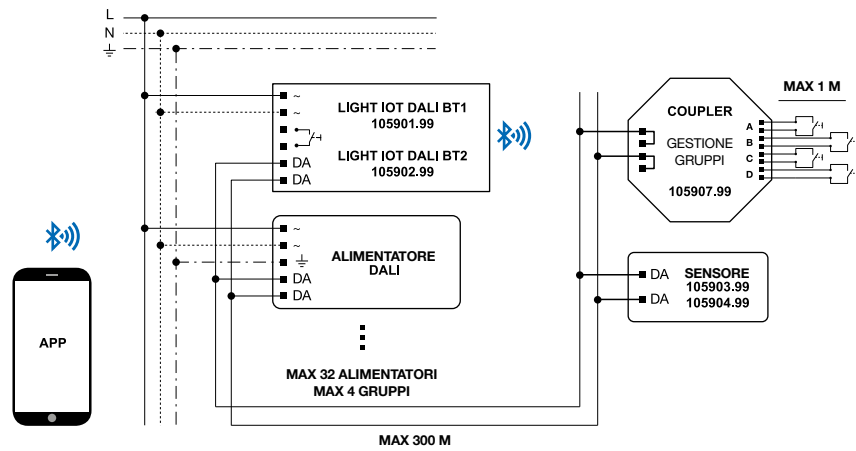 L
N
~
~
DA
DA
LIGHT IOT DALI BT1
105901.99
LIGHT IOT DALI BT2
105902.99
~
~
DA
DA
ALIMENTATORE
DALI
MAX 32 ALIMENTATORI
MAX 4 GRUPPI
MAX 300 M
APP
COUPLER
GESTIONE
GRUPPI
105907.99
A
B
C
D
MAX 1 M
DA
DA
SENSORE
105903.99
105904.99